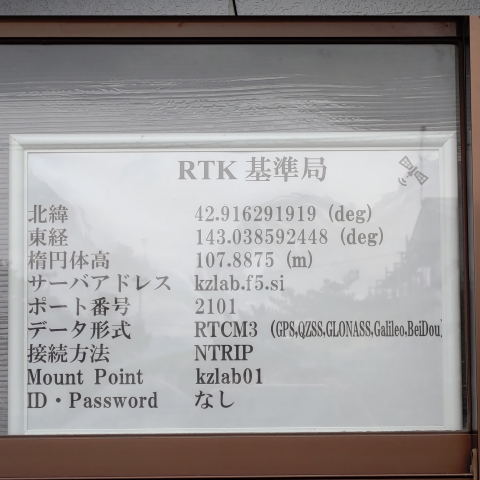 RTK 基準局
北緯 42.916291919 (deg)
東経 143.038592448 (deg)
楕円体高 107.8875 (m)
サーバアドレス kzlab.f5.si
ポート番号 2101
データ形式 RTCM3 (GPS,QZSS,GLONASS,Galileo,BeiDou)
接続方法 NTRIP
Mount Point kzlab01
ID・Password なし